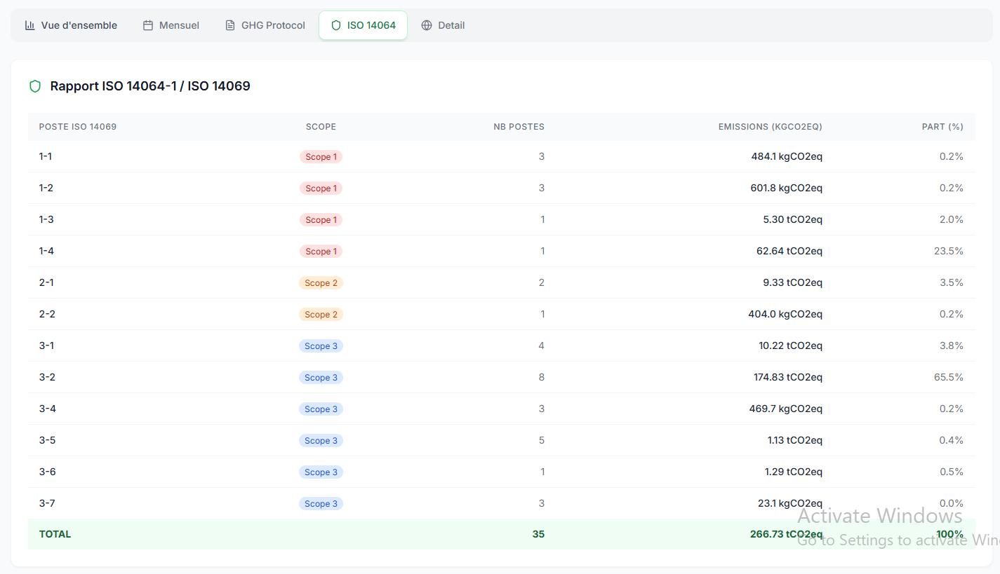 Vue d'ensemble Mensuel GHG Protocol ISO 14064 Detail
Rapport ISO 14064-1 / ISO 14069
POSTE ISO 14069 SCOPE NB POSTES EMISSIONS (KGCO2EQ) PART (%)
1-1 Scope 1 3 484.1 kgCO2eq 0.2%
1-2 Scope 1 3 601.8 kgCO2eq 0.2%
1-3 Scope 1 1 5.30 tCO2eq 2.0%
1-4 Scope 1 1 62.64 tCO2eq 23.5%
2-1 Scope 2 2 9.33 tCO2eq 3.5%
2-2 Scope 2 1 404.0 kgCO2eq 0.2%
3-1 Scope 3 4 10.22 tCO2eq 3.8%
3-2 Scope 3 8 174.83 tCO2eq 65.5%
3-4 Scope 3 3 469.7 kgCO2eq 0.2%
3-5 Scope 3 5 1.13 tCO2eq 0.4%
3-6 Scope 3 1 1.29 tCO2eq 0.5%
3-7 Scope 3 3 23.1 kgCO2eq 0.0%
TOTAL 35 266.73 tCO2eq 100%
Activate Windows
Go to Settings to activate Win